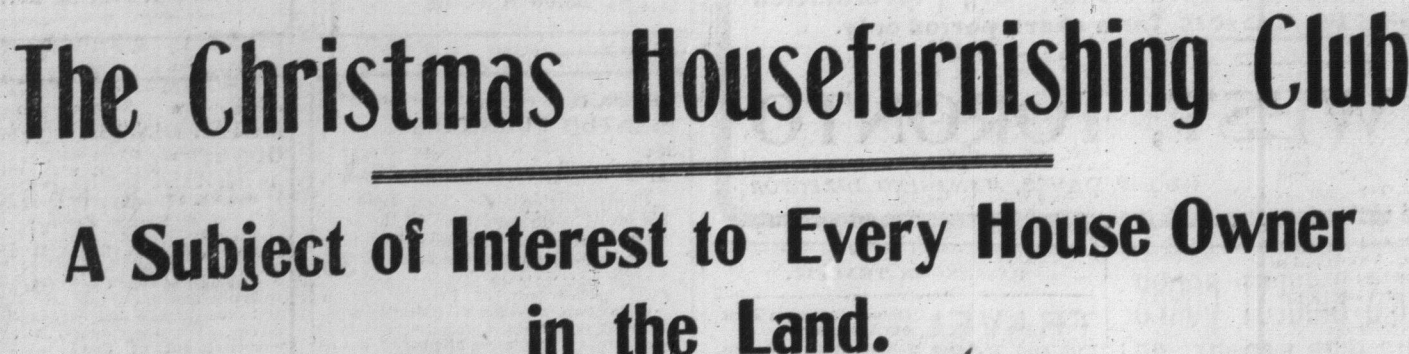 The Christmas Housefurnishing Club
A Subject of Interest to Every House Owner
in the Land.